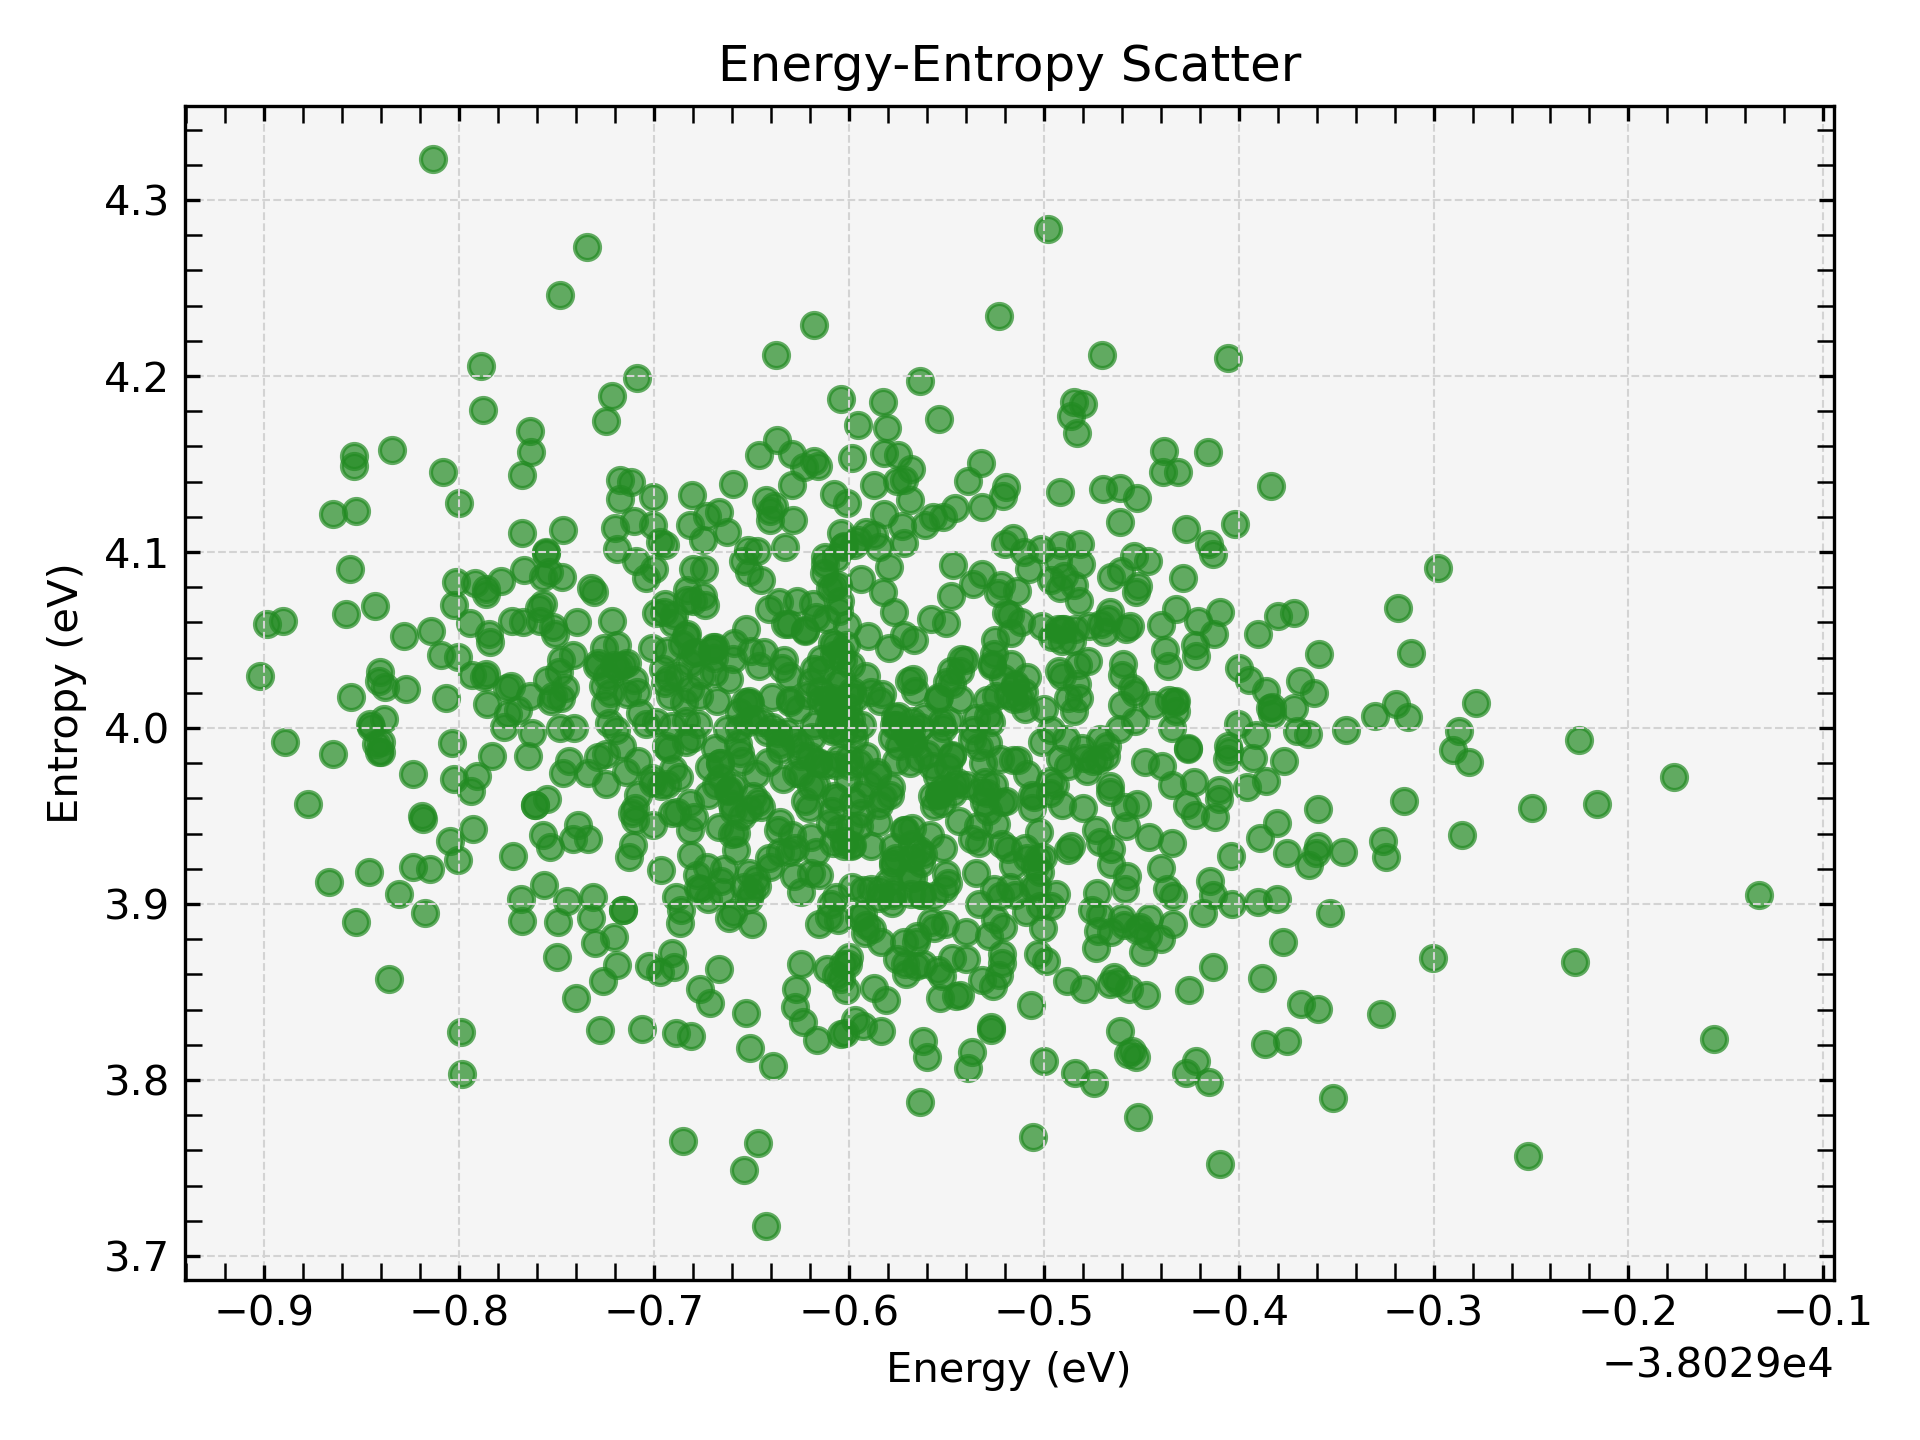 Energy-Entropy Scatter
Entropy (eV)
4.3
4.2
4.1
4.0
3.9
3.8
3.7
−0.9 −0.8 −0.7 −0.6 −0.5 −0.4 −0.3 −0.2 −0.1
Energy (eV)
−3.8029e4